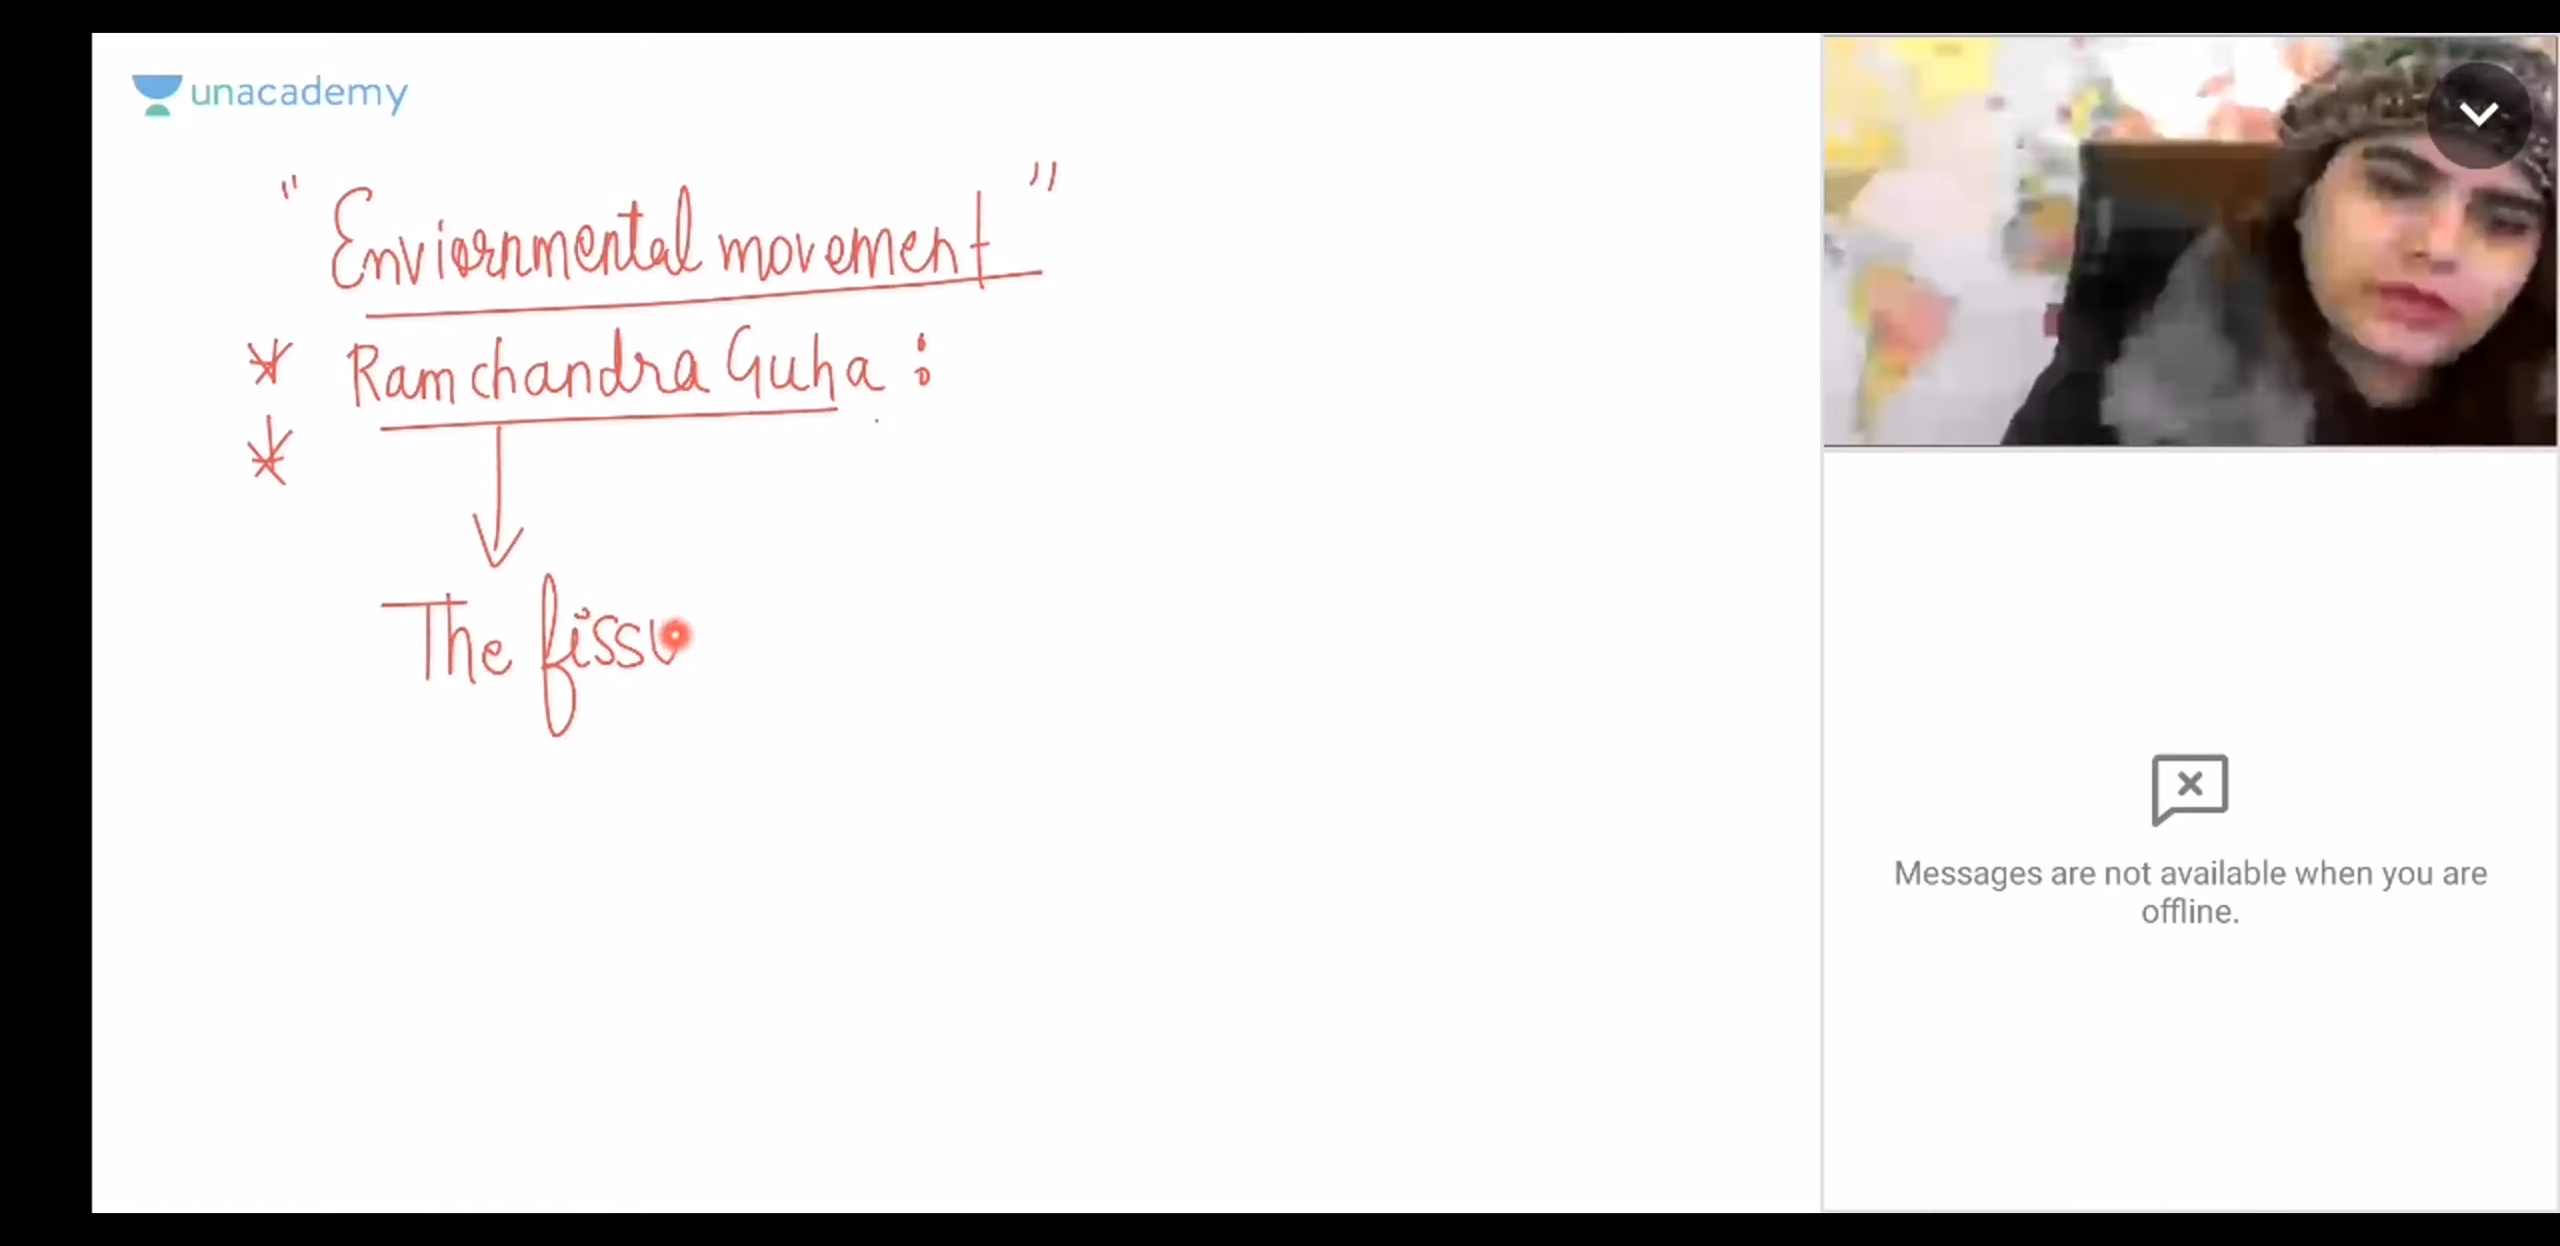 unacademy
" Enviornmental movement "
* Ramchandra Guha :
*
The fissu
Messages are not available when you are
offline.